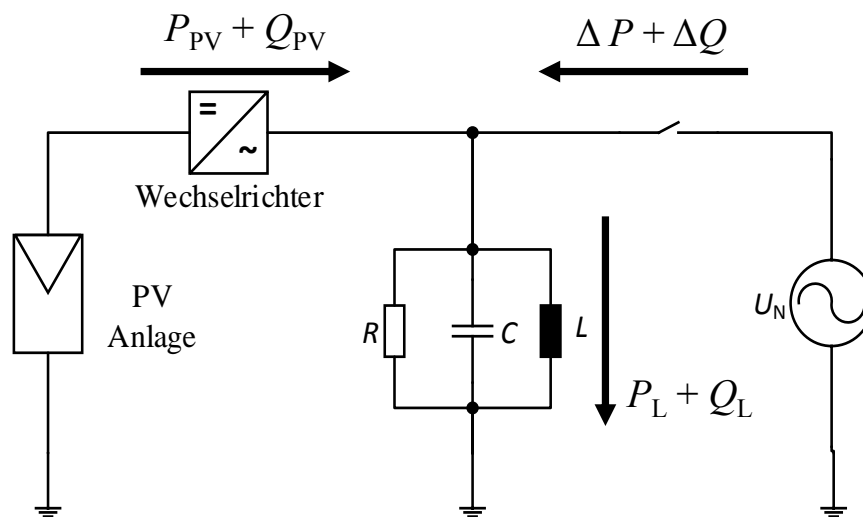 P_PV + Q_PV
ΔP + ΔQ
=
~
Wechselrichter
PV
Anlage
R
C
L
U_N
P_L + Q_L